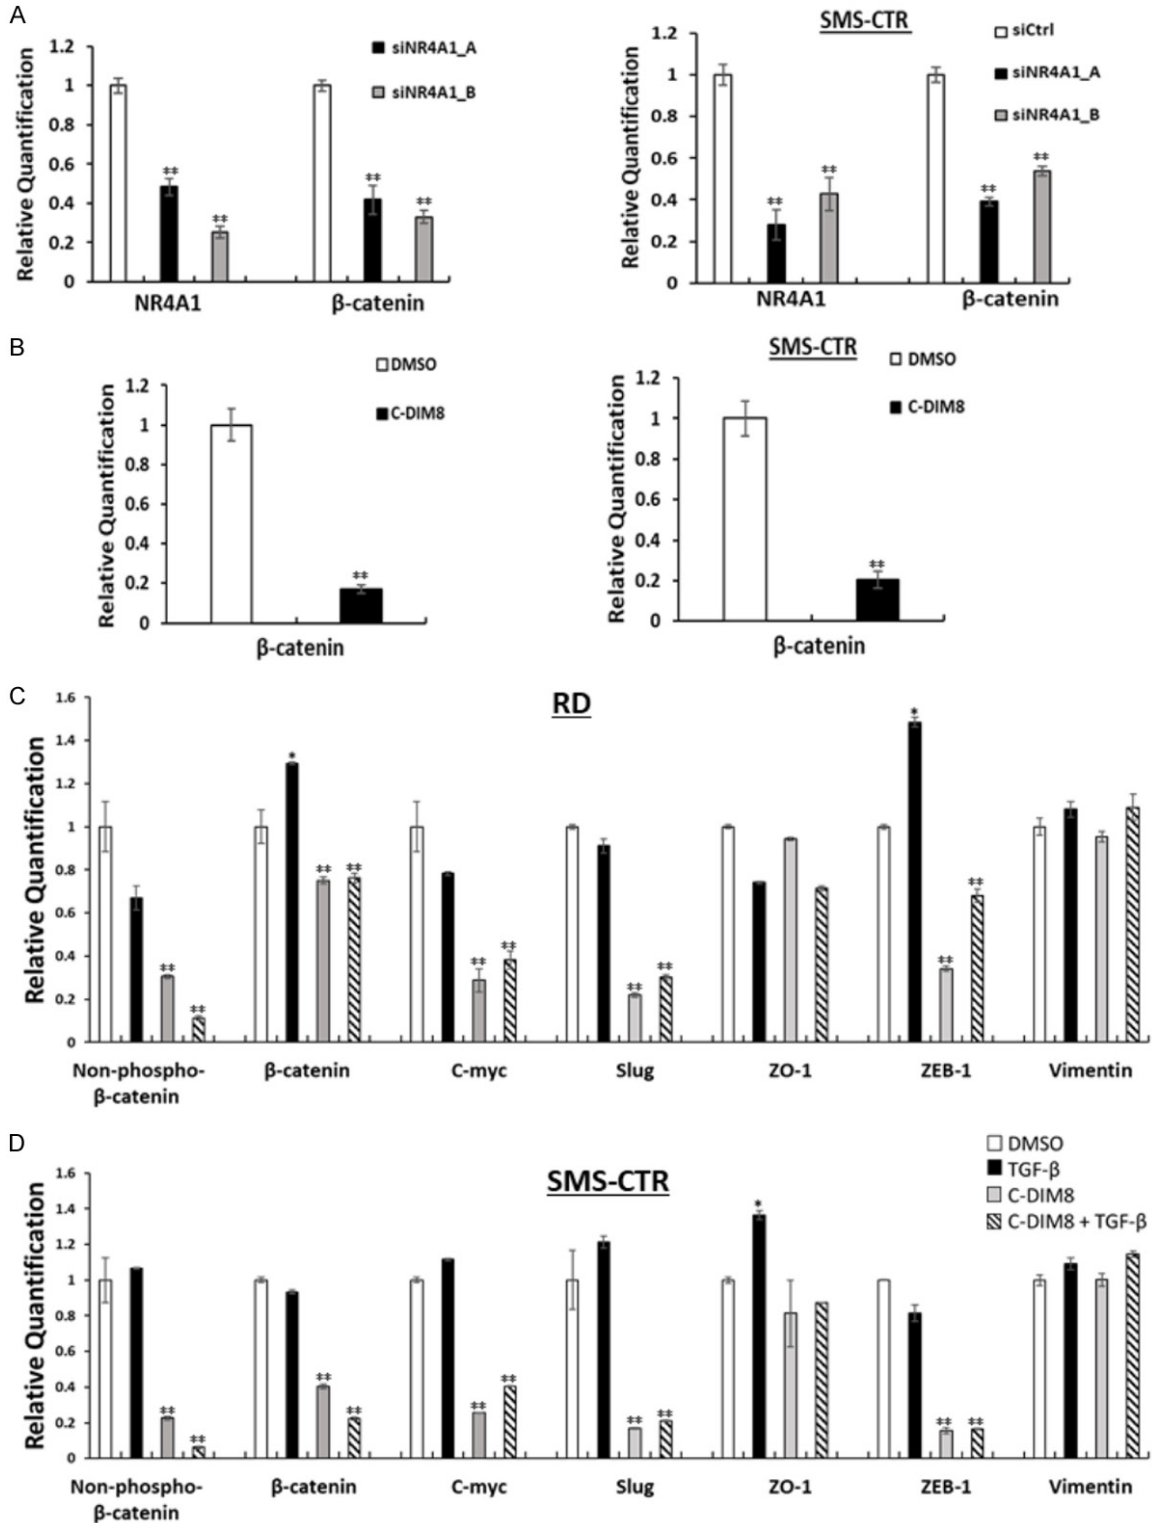 A
Relative Quantification
1.2
1
0.8
0.6
0.4
0.2
0
siNR4A1_A
siNR4A1_B
‡‡
‡‡
‡‡
‡‡
NR4A1
β-catenin
SMS-CTR
Relative Quantification
1.2
1
0.8
0.6
0.4
0.2
0
siCtrl
siNR4A1_A
siNR4A1_B
‡‡
‡‡
‡‡
‡‡
NR4A1
β-catenin
B
Relative Quantification
1.2
1
0.8
0.6
0.4
0.2
0
DMSO
C-DIM8
‡‡
β-catenin
SMS-CTR
Relative Quantification
1.2
1
0.8
0.6
0.4
0.2
0
DMSO
C-DIM8
‡‡
β-catenin
C
RD
Relative Quantification
1.6
1.4
1.2
1
0.8
0.6
0.4
0.2
0
‡‡
‡‡
*
‡‡
‡‡
‡‡
‡‡
‡‡
‡‡
*
‡‡
‡‡
Non-phospho-
β-catenin
β-catenin
C-myc
Slug
ZO-1
ZEB-1
Vimentin
D
SMS-CTR
DMSO
TGF-β
C-DIM8
C-DIM8 + TGF-β
Relative Quantification
1.6
1.4
1.2
1
0.8
0.6
0.4
0.2
0
‡‡
‡‡
‡‡
‡‡
‡‡
‡‡
‡‡
‡‡
*
‡‡
‡‡
Non-phospho-
β-catenin
β-catenin
C-myc
Slug
ZO-1
ZEB-1
Vimentin